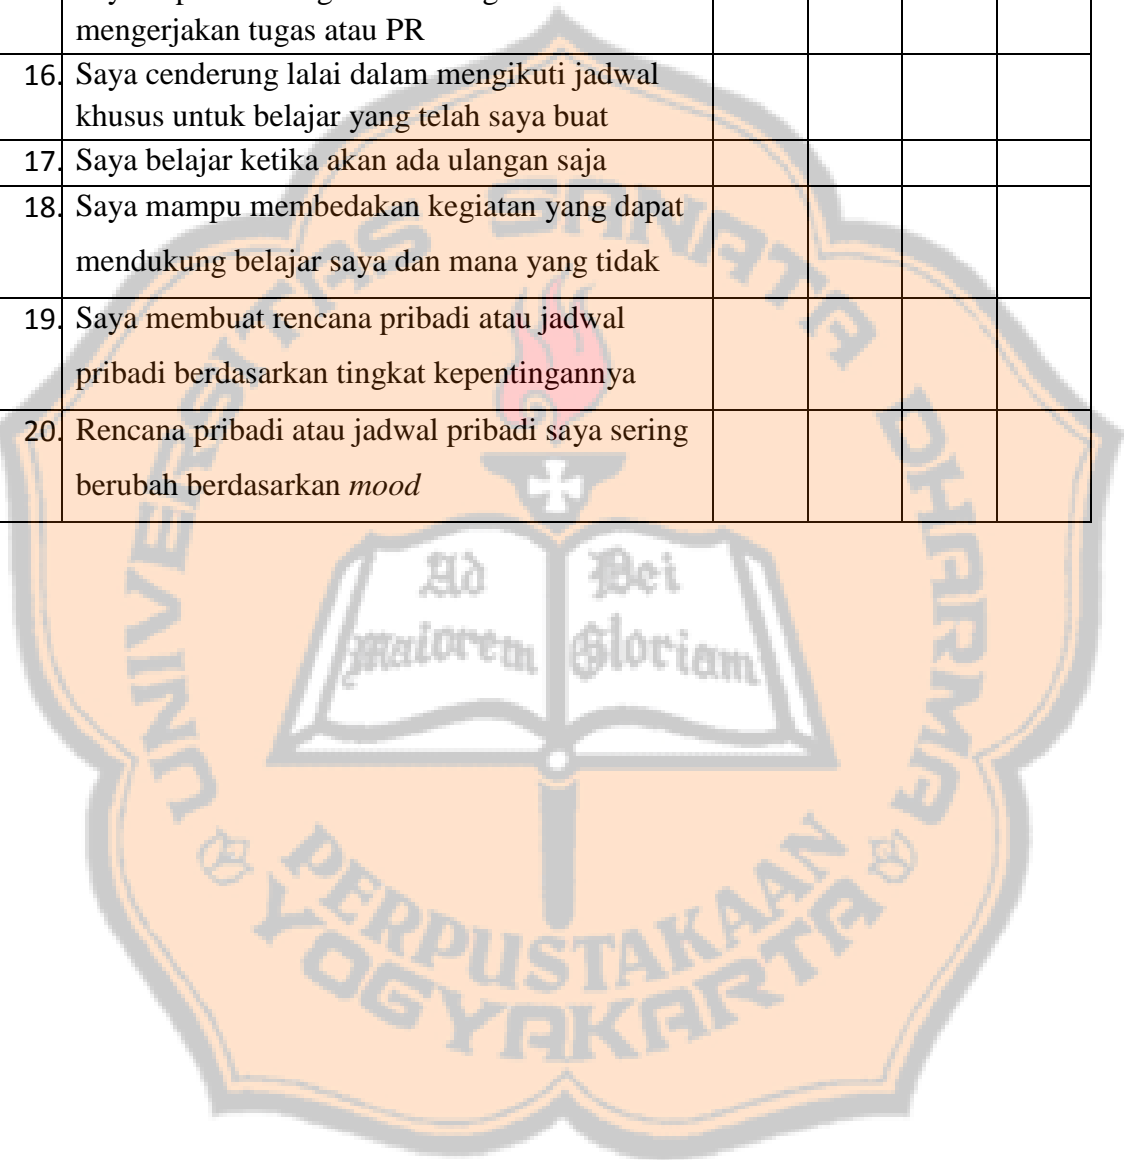 mengerjakan tugas atau PR
16. Saya cenderung lalai dalam mengikuti jadwal
khusus untuk belajar yang telah saya buat
17. Saya belajar ketika akan ada ulangan saja
18. Saya mampu membedakan kegiatan yang dapat
mendukung belajar saya dan mana yang tidak
19. Saya membuat rencana pribadi atau jadwal
pribadi berdasarkan tingkat kepentingannya
20. Rencana pribadi atau jadwal pribadi saya sering
berubah berdasarkan mood
UNIVERSITAS SANATA DHARMA
Ad Dei
maiorem Gloriam
PERPUSTAKAAN
YOGYAKARTA